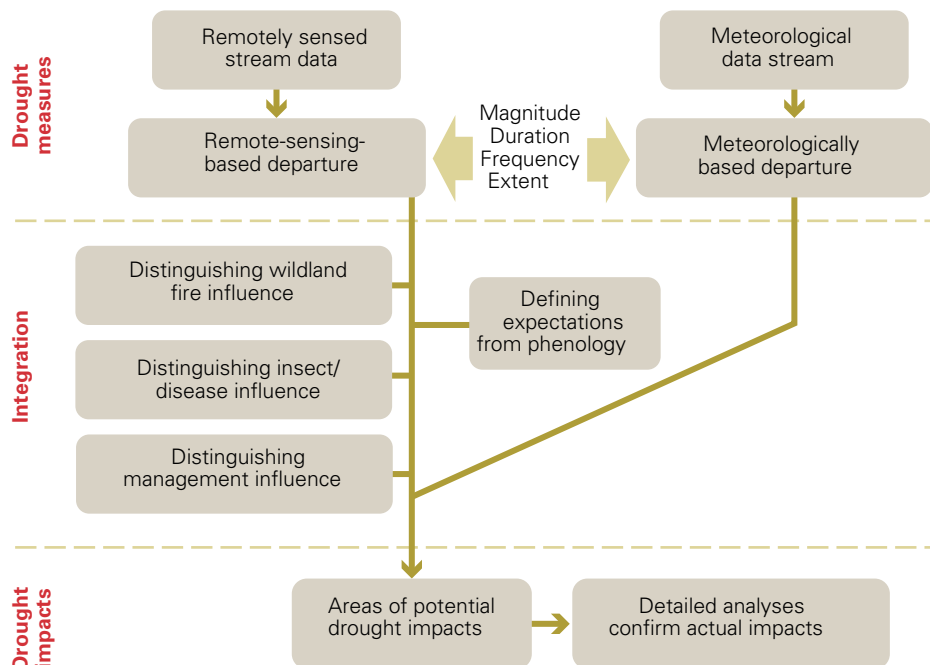 Drought
measures
Remotely sensed
stream data
Meteorological
data stream
Remote-sensing-
based departure
Magnitude
Duration
Frequency
Extent
Meteorologically
based departure
Integration
Distinguishing wildland
fire influence
Defining
expectations
from phenology
Distinguishing insect/
disease influence
Distinguishing
management influence
Drought
impacts
Areas of potential
drought impacts
Detailed analyses
confirm actual impacts